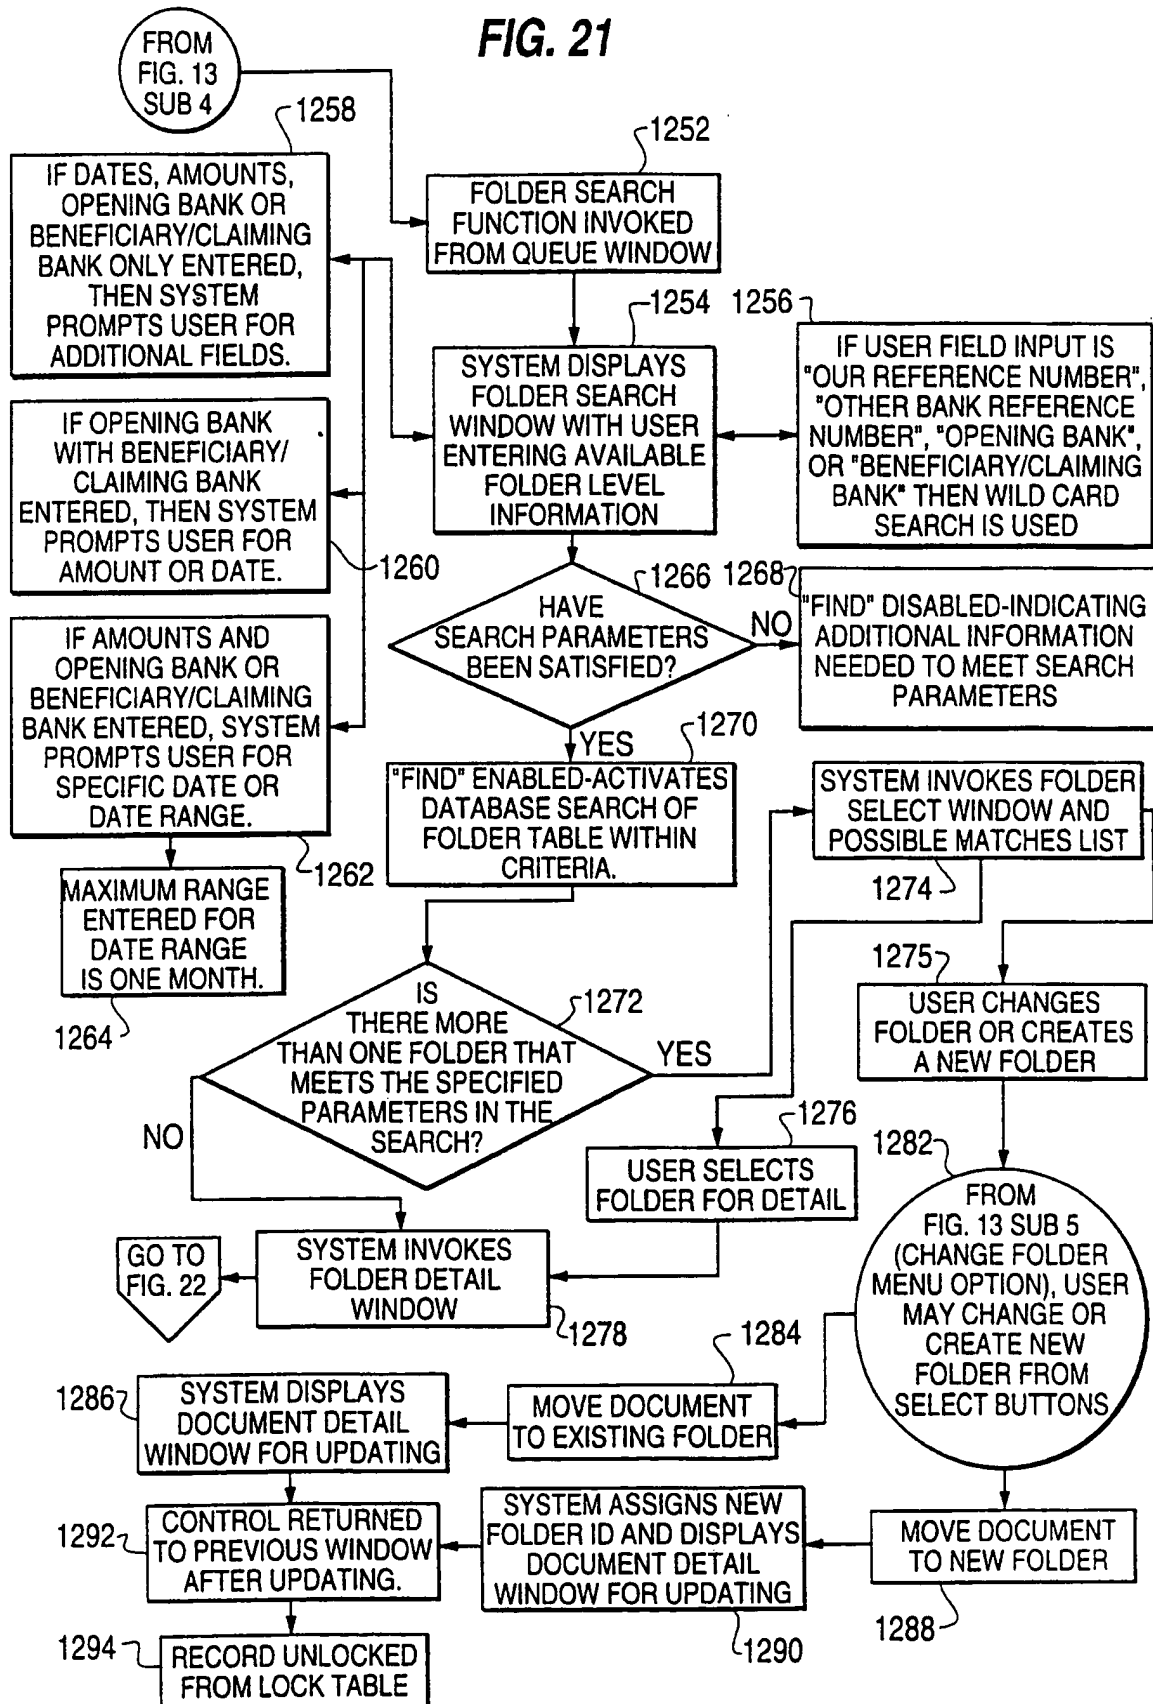 FIG. 21
FROM
FIG. 13
SUB 4
1258
IF DATES, AMOUNTS,
OPENING BANK OR
BENEFICIARY/CLAIMING
BANK ONLY ENTERED,
THEN SYSTEM
PROMPTS USER FOR
ADDITIONAL FIELDS.
1252
FOLDER SEARCH
FUNCTION INVOKED
FROM QUEUE WINDOW
1254
SYSTEM DISPLAYS
FOLDER SEARCH
WINDOW WITH USER
ENTERING AVAILABLE
FOLDER LEVEL
INFORMATION
1256
IF USER FIELD INPUT IS
"OUR REFERENCE NUMBER",
"OTHER BANK REFERENCE
NUMBER", "OPENING BANK",
OR "BENEFICIARY/CLAIMING
BANK" THEN WILD CARD
SEARCH IS USED
IF OPENING BANK
WITH BENEFICIARY/
CLAIMING BANK
ENTERED, THEN SYSTEM
PROMPTS USER FOR
AMOUNT OR DATE.
1260
1266
HAVE
SEARCH PARAMETERS
BEEN SATISFIED?
NO
1268
"FIND" DISABLED-INDICATING
ADDITIONAL INFORMATION
NEEDED TO MEET SEARCH
PARAMETERS
IF AMOUNTS AND
OPENING BANK OR
BENEFICIARY/CLAIMING
BANK ENTERED, SYSTEM
PROMPTS USER FOR
SPECIFIC DATE OR
DATE RANGE.
1262
YES
1270
"FIND" ENABLED-ACTIVATES
DATABASE SEARCH OF
FOLDER TABLE WITHIN
CRITERIA.
SYSTEM INVOKES FOLDER
SELECT WINDOW AND
POSSIBLE MATCHES LIST
1274
MAXIMUM RANGE
ENTERED FOR
DATE RANGE
IS ONE MONTH.
1264
IS
THERE MORE
THAN ONE FOLDER THAT
MEETS THE SPECIFIED
PARAMETERS IN THE
SEARCH?
1272
YES
NO
1275
USER CHANGES
FOLDER OR CREATES
A NEW FOLDER
1276
USER SELECTS
FOLDER FOR DETAIL
1282
FROM
FIG. 13 SUB 5
(CHANGE FOLDER
MENU OPTION), USER
MAY CHANGE OR
CREATE NEW
FOLDER FROM
SELECT BUTTONS
GO TO
FIG. 22
SYSTEM INVOKES
FOLDER DETAIL
WINDOW
1278
1284
MOVE DOCUMENT
TO EXISTING FOLDER
1286
SYSTEM DISPLAYS
DOCUMENT DETAIL
WINDOW FOR UPDATING
1292
CONTROL RETURNED
TO PREVIOUS WINDOW
AFTER UPDATING.
SYSTEM ASSIGNS NEW
FOLDER ID AND DISPLAYS
DOCUMENT DETAIL
WINDOW FOR UPDATING
1290
MOVE DOCUMENT
TO NEW FOLDER
1288
1294
RECORD UNLOCKED
FROM LOCK TABLE